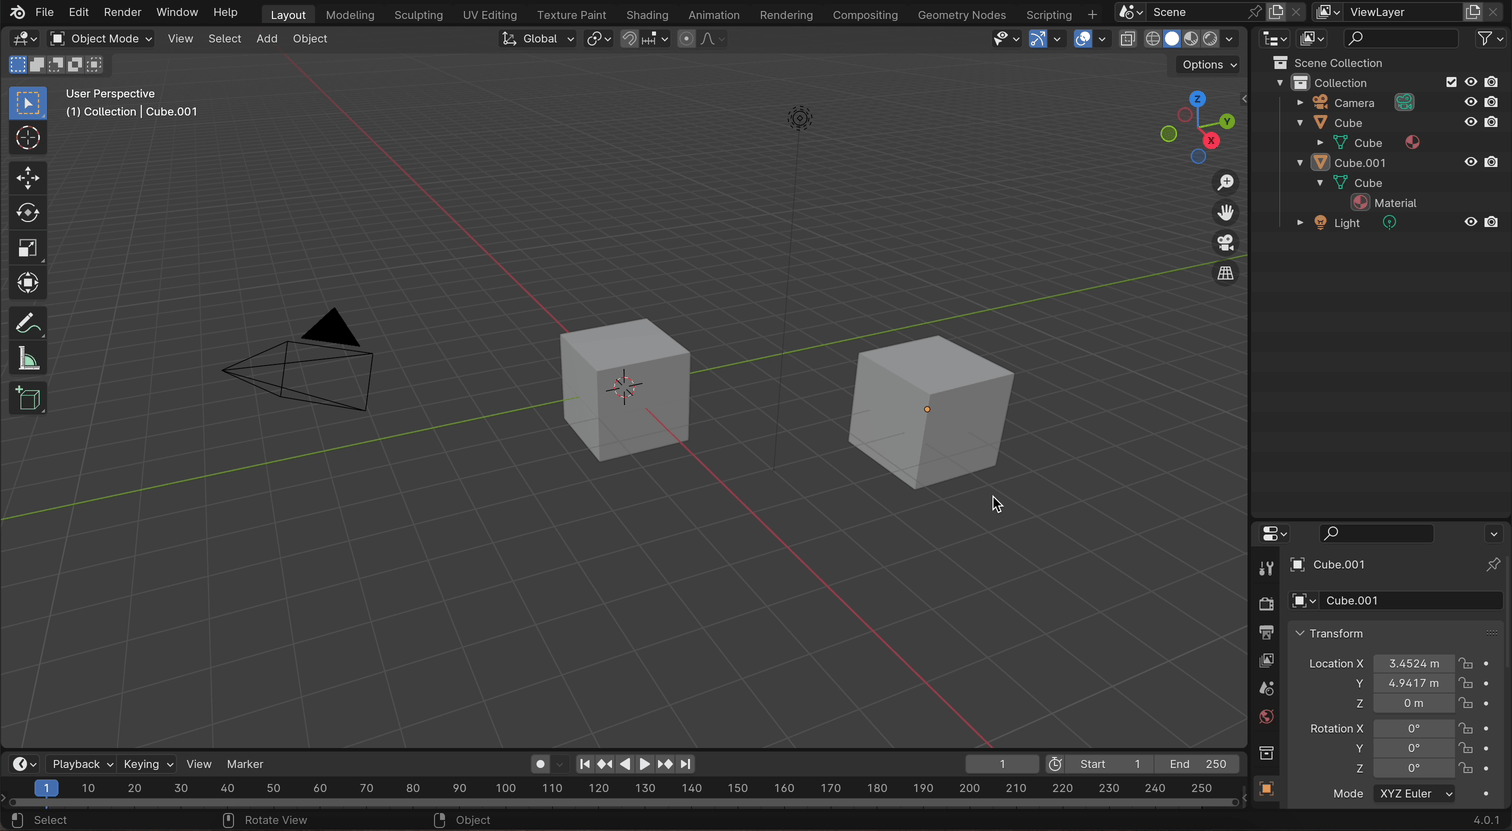 File Edit Render Window Help Layout Modeling Sculpting UV Editing Texture Paint Shading Animation Rendering Compositing Geometry Nodes Scripting + Scene ViewLayer
Object Mode View Select Add Object Global
Options
User Perspective
(1) Collection | Cube.001
Z
Y
X
Scene Collection
Collection
Camera
Cube
Cube
Cube.001
Cube
Material
Light
Cube.001
Cube.001
Transform
Location X 3.4524 m
Y 4.9417 m
Z 0 m
Rotation X 0°
Y 0°
Z 0°
Mode XYZ Euler
Playback Keying View Marker 1 Start 1 End 250
1 10 20 30 40 50 60 70 80 90 100 110 120 130 140 150 160 170 180 190 200 210 220 230 240 250
Select Rotate View Object 4.0.1